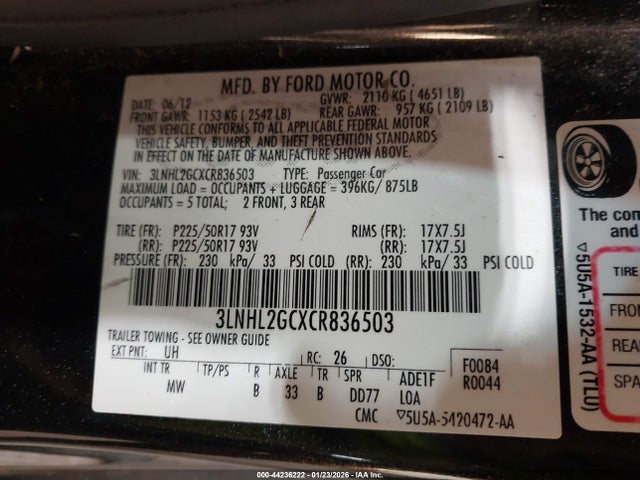 MFD. BY FORD MOTOR CO.
DATE: 06/12 GVWR: 2110 KG ( 4651 LB)
FRONT GAWR: 1153 KG ( 2542 LB) REAR GAWR: 957 KG ( 2109 LB)
THIS VEHICLE CONFORMS TO ALL APPLICABLE FEDERAL MOTOR
VEHICLE SAFETY, BUMPER, AND THEFT PREVENTION STANDARDS
IN EFFECT ON THE DATE OF MANUFACTURE SHOWN ABOVE.
VIN: 3LNHL2GCXCR836503 TYPE: Passenger Car
MAXIMUM LOAD = OCCUPANTS + LUGGAGE = 396KG/ 875LB
OCCUPANTS = 5 TOTAL; 2 FRONT, 3 REAR
TIRE (FR): P225/50R17 93V RIMS (FR): 17X7.5J
(RR): P225/50R17 93V (RR): 17X7.5J
PRESSURE (FR): 230 kPa/ 33 PSI COLD (RR): 230 kPa/ 33 PSI COLD
3LNHL2GCXCR836503
TRAILER TOWING - SEE OWNER GUIDE
EXT PNT: UH RC: 26 DSO: F0084
INT TR TP/PS R AXLE TR SPR ADE1F R0044
MW B 33 B DD77 LOA
CMC ▽5U5A-5420472-AA
The com
and
TIRE
FRON
REAR
SPA
▽5U5A-1532-AA (TLU)
000-44236222 - 01/23/2026 - IAA Inc.